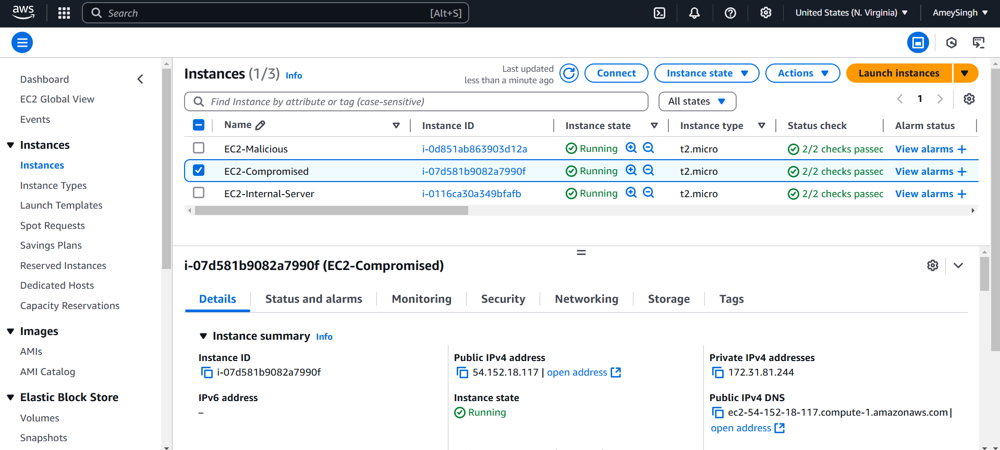 aws
Search [Alt+S]
United States (N. Virginia)
AmeySingh
Dashboard
EC2 Global View
Events
Instances
Instances
Instance Types
Launch Templates
Spot Requests
Savings Plans
Reserved Instances
Dedicated Hosts
Capacity Reservations
Images
AMIs
AMI Catalog
Elastic Block Store
Volumes
Snapshots
Instances (1/3) Info
Last updated
less than a minute ago
Connect
Instance state
Actions
Launch instances
Find Instance by attribute or tag (case-sensitive)
All states
1
Name Instance ID Instance state Instance type Status check Alarm status
EC2-Malicious i-0d851ab863903d12a Running t2.micro 2/2 checks passed View alarms +
EC2-Compromised i-07d581b9082a7990f Running t2.micro 2/2 checks passed View alarms +
EC2-Internal-Server i-0116ca30a349bfafb Running t2.micro 2/2 checks passed View alarms +
i-07d581b9082a7990f (EC2-Compromised)
Details Status and alarms Monitoring Security Networking Storage Tags
Instance summary Info
Instance ID
i-07d581b9082a7990f
Public IPv4 address
54.152.18.117 | open address
Private IPv4 addresses
172.31.81.244
IPv6 address
–
Instance state
Running
Public IPv4 DNS
ec2-54-152-18-117.compute-1.amazonaws.com |
open address